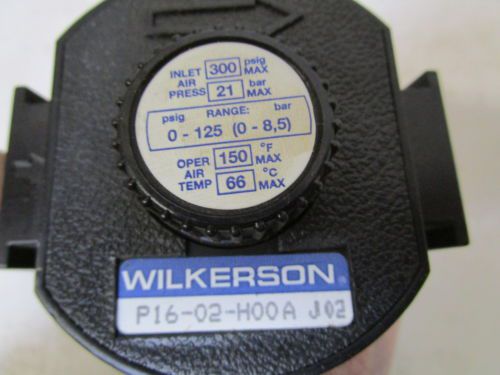 INLET 300 psig
AIR MAX
PRESS 21 bar
MAX
psig RANGE: bar
0 - 125 (0 - 8,5)
OPER 150 °F
AIR MAX
TEMP 66 °C
MAX
WILKERSON
P16-02-H00A J02